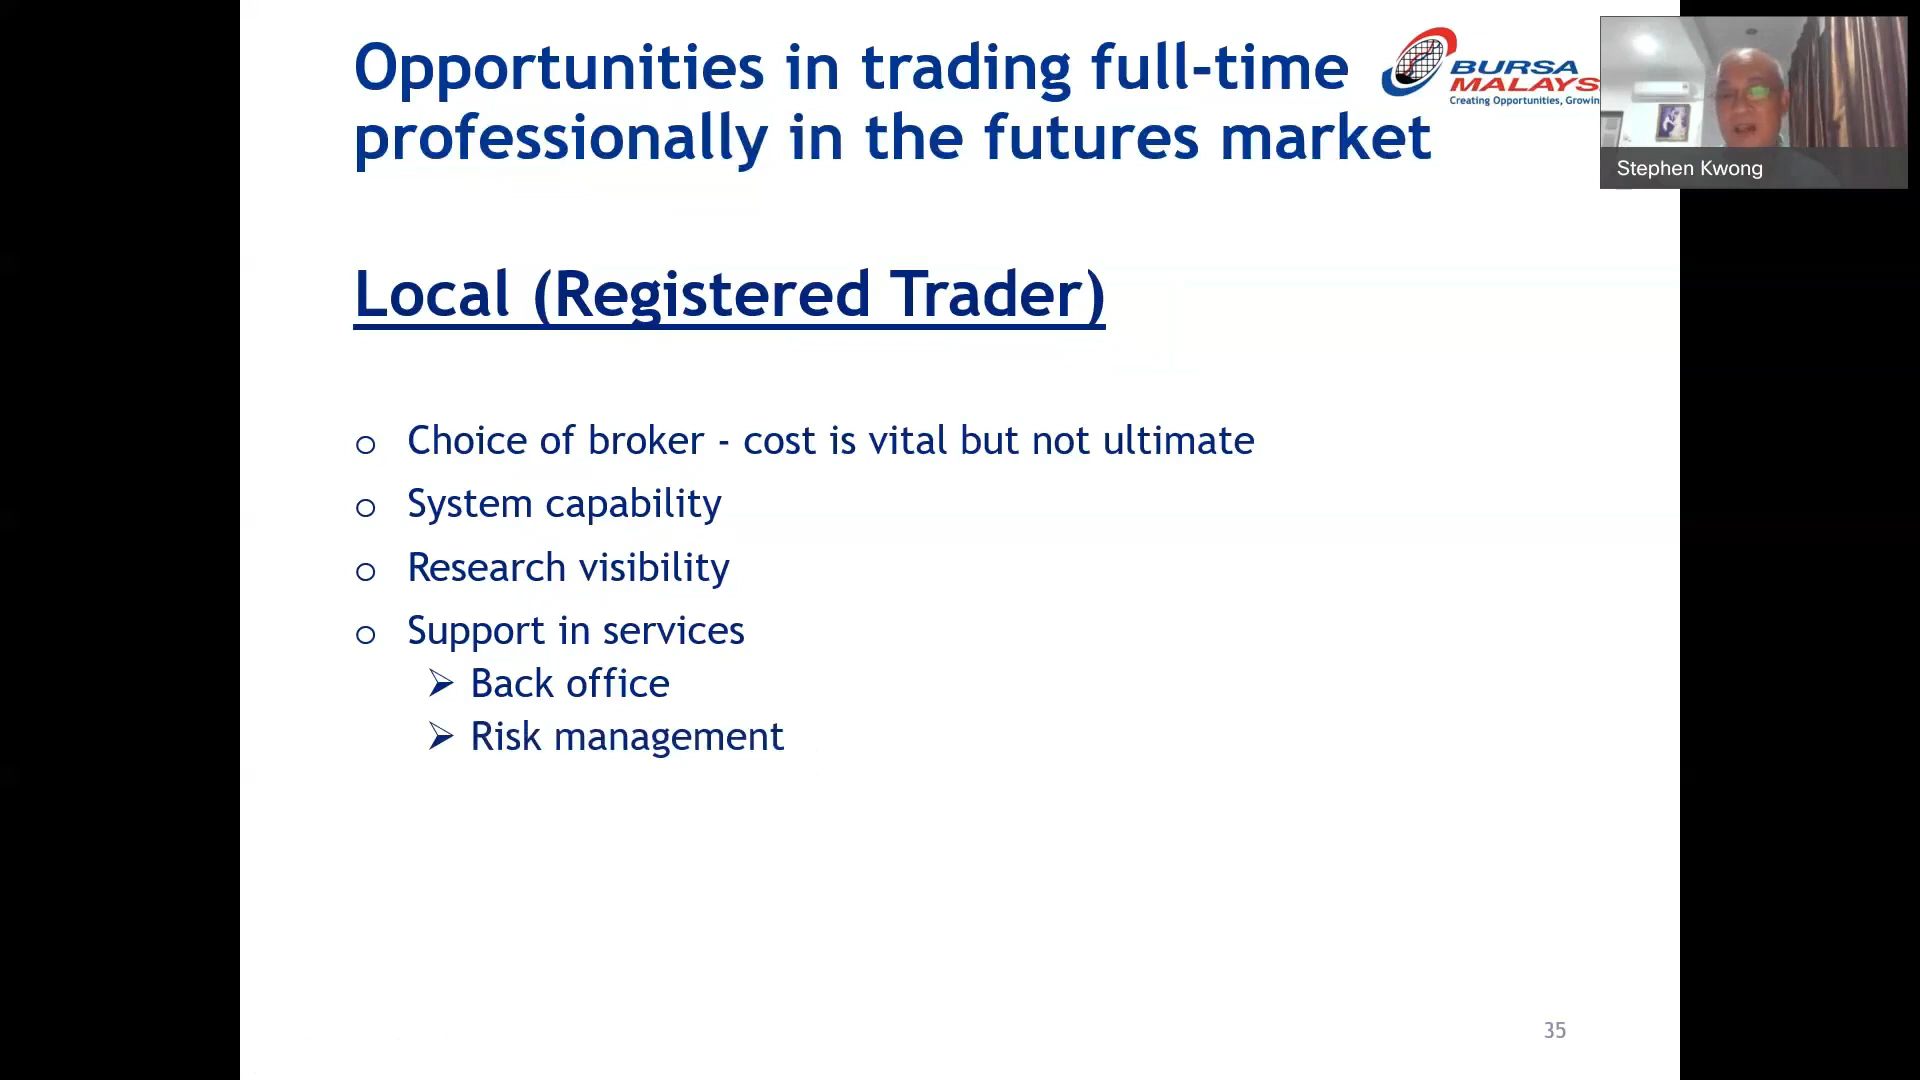 Opportunities in trading full-time
professionally in the futures market
BURSA
MALAYS
Creating Opportunities, Growin
Stephen Kwong
Local (Registered Trader)
o Choice of broker - cost is vital but not ultimate
o System capability
o Research visibility
o Support in services
➢ Back office
➢ Risk management
35